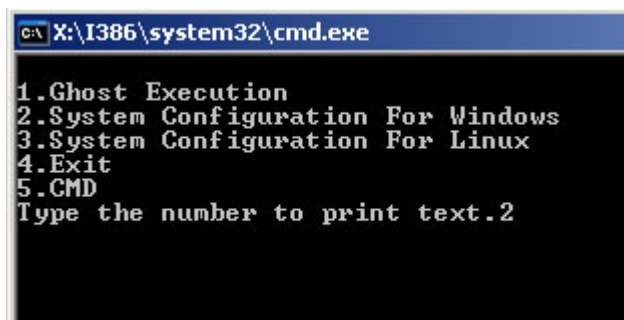 C:\ X:\I386\system32\cmd.exe
1.Ghost Execution
2.System Configuration For Windows
3.System Configuration For Linux
4.Exit
5.CMD
Type the number to print text.2